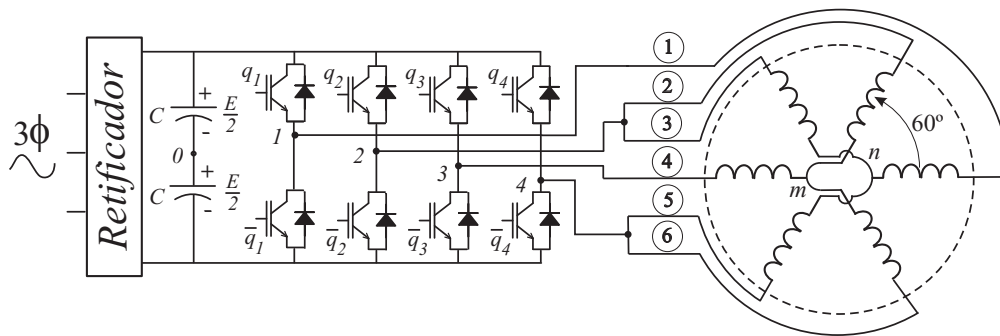 3ϕ
Retificador
C
+
-
E/2
0
C
+
-
E/2
q1
q2
q3
q4
1
2
3
4
q̅1
q̅2
q̅3
q̅4
①
②
③
④
⑤
⑥
60º
n
m